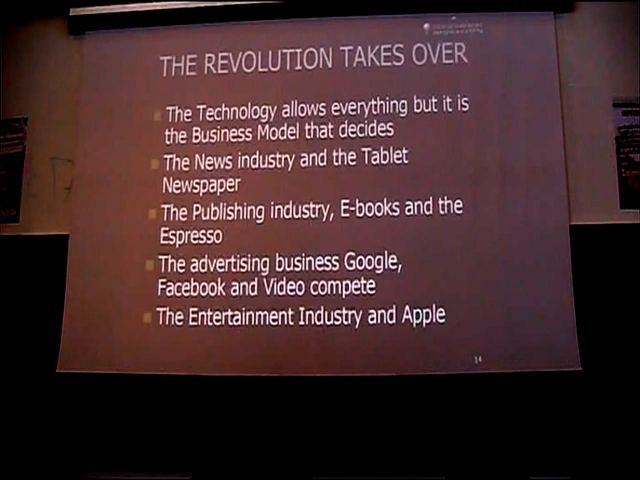 THE REVOLUTION TAKES OVER
The Technology allows everything but it is
the Business Model that decides
The News industry and the Tablet
Newspaper
The Publishing industry, E-books and the
Espresso
The advertising business Google,
Facebook and Video compete
The Entertainment Industry and Apple
14